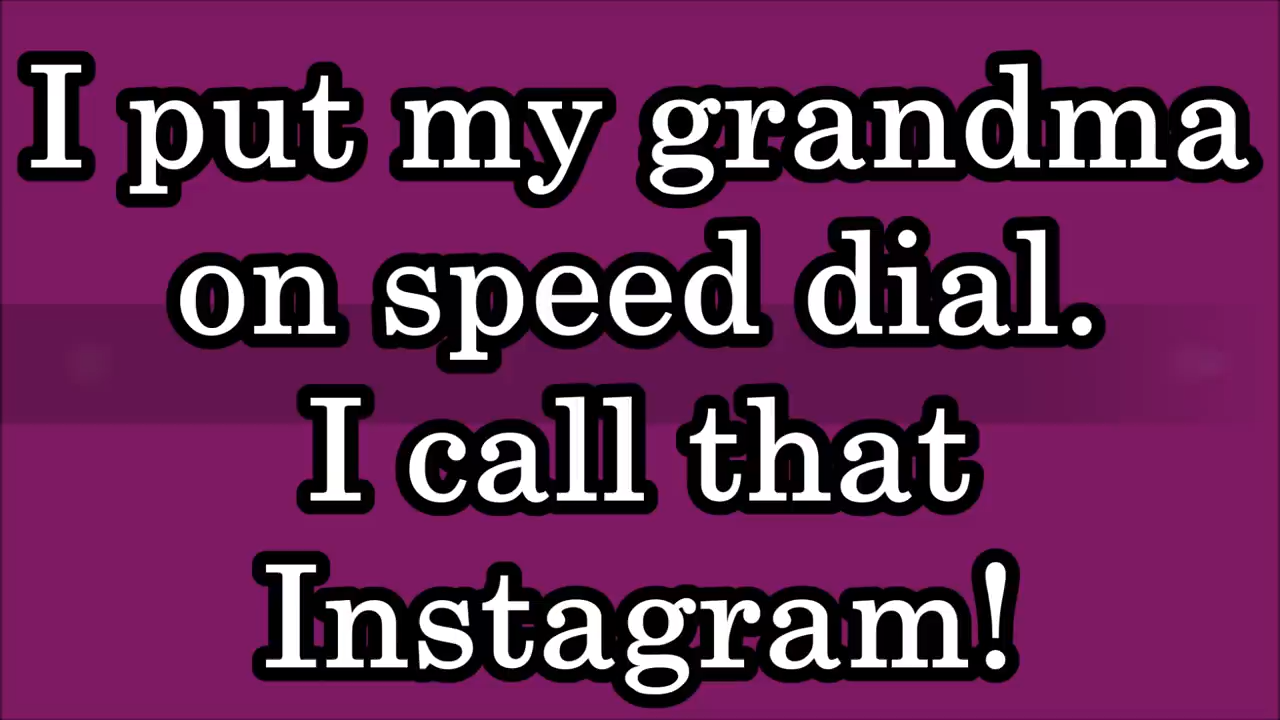 I put my grandma
on speed dial.
I call that
Instagram!